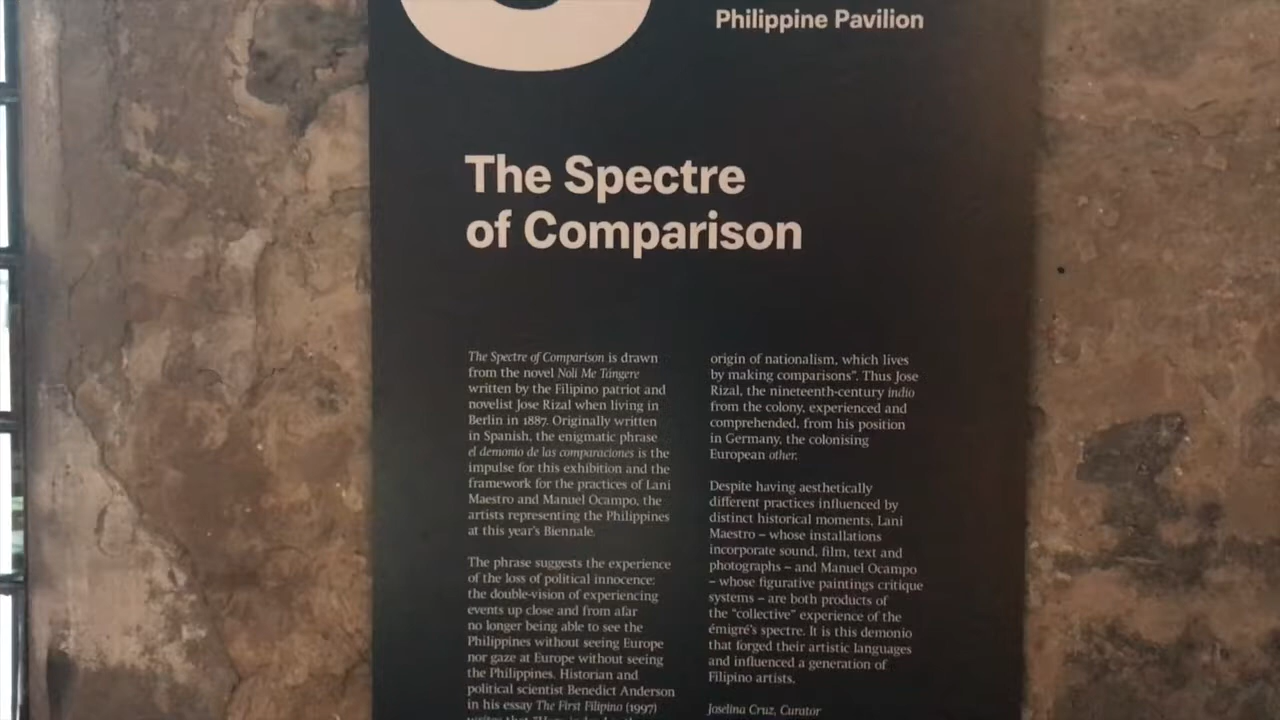 Philippine Pavilion
The Spectre
of Comparison
The Spectre of Comparison is drawn
from the novel Noli Me Tángere
written by the Filipino patriot and
novelist Jose Rizal when living in
Berlin in 1887. Originally written
in Spanish, the enigmatic phrase
el demonio de las comparaciones is the
impulse for this exhibition and the
framework for the practices of Lani
Maestro and Manuel Ocampo, the
artists representing the Philippines
at this year's Biennale.
The phrase suggests the experience
of the loss of political innocence:
the double-vision of experiencing
events up close and from afar
no longer being able to see the
Philippines without seeing Europe
nor gaze at Europe without seeing
the Philippines. Historian and
political scientist Benedict Anderson
in his essay The First Filipino (1997)
origin of nationalism, which lives
by making comparisons". Thus Jose
Rizal, the nineteenth-century indio
from the colony, experienced and
comprehended, from his position
in Germany, the colonising
European other.
Despite having aesthetically
different practices influenced by
distinct historical moments, Lani
Maestro – whose installations
incorporate sound, film, text and
photographs – and Manuel Ocampo
– whose figurative paintings critique
systems – are both products of
the "collective" experience of the
émigré's spectre. It is this demonio
that forged their artistic languages
and influenced a generation of
Filipino artists.
Joselina Cruz, Curator